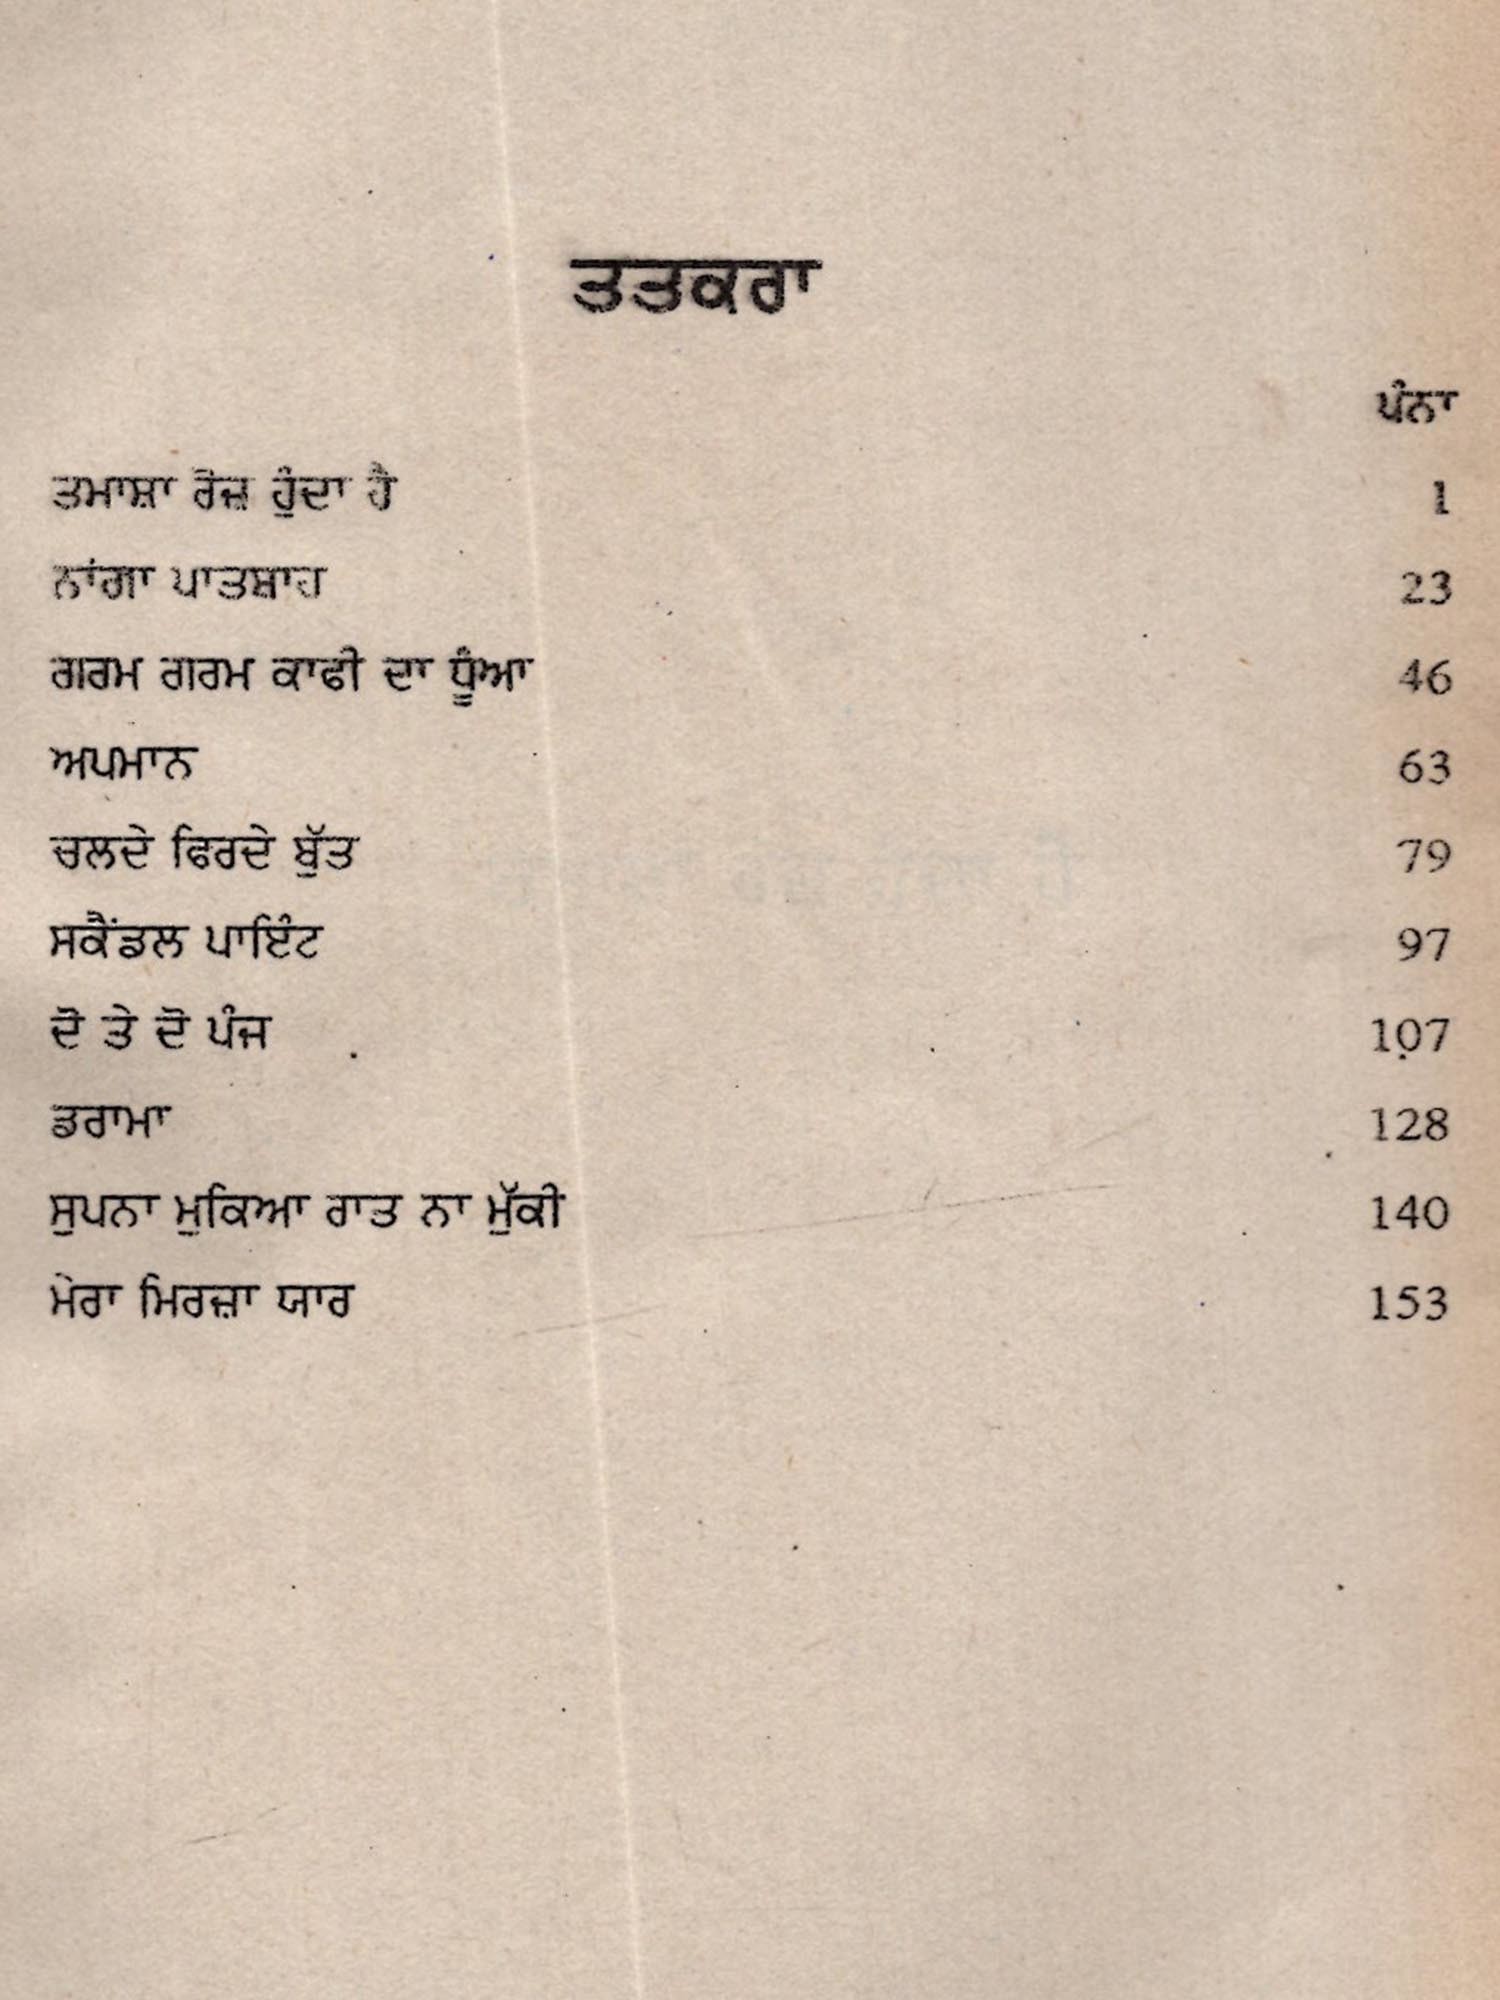 ਤਤਕਰਾ
ਪੰਨਾ
ਤਮਾਸ਼ਾ ਰੋਜ਼ ਹੁੰਦਾ ਹੈ 1
ਨਾਂਗਾ ਪਾਤਸ਼ਾਹ 23
ਗਰਮ ਗਰਮ ਕਾਫੀ ਦਾ ਧੂੰਆ 46
ਅਪਮਾਨ 63
ਚਲਦੇ ਫਿਰਦੇ ਬੁੱਤ 79
ਸਕੈਂਡਲ ਪਾਇੰਟ 97
ਦੋ ਤੇ ਦੋ ਪੰਜ 107
ਡਰਾਮਾ 128
ਸੁਪਨਾ ਮੁਕਿਆ ਰਾਤ ਨਾ ਮੁੱਕੀ 140
ਮੇਰਾ ਮਿਰਜ਼ਾ ਯਾਰ 153